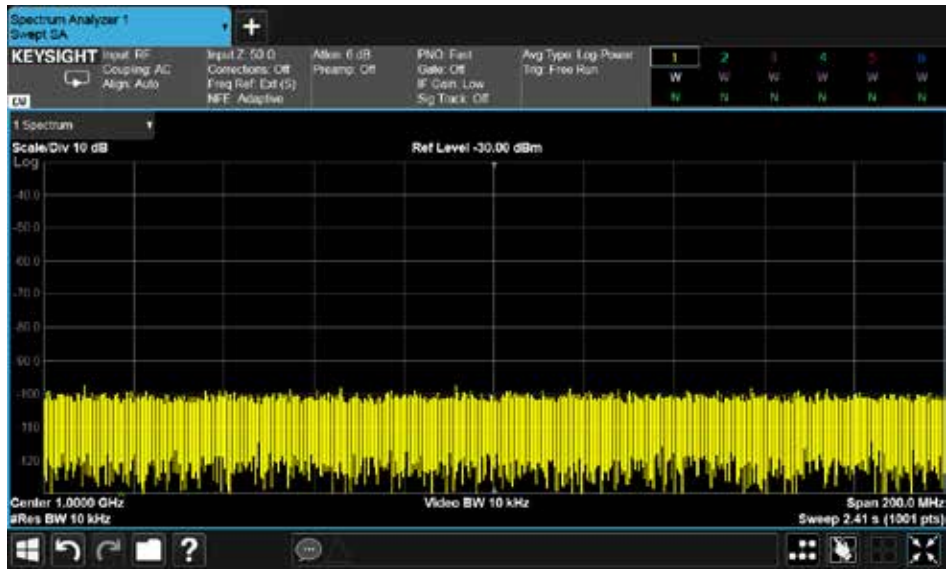 Spectrum Analyzer 1
Swept SA
KEYSIGHT
Input: RF
Coupling: AC
Align: Auto
Input Z: 50 Ω
Corrections: Off
Freq Ref: Ext (S)
NFE: Adaptive
Atten: 6 dB
Preamp: Off
PNO: Fast
Gate: Off
IF Gain: Low
Sig Track: Off
Avg Type: Log-Power
Trig: Free Run
1 2 3 4 5 6
W W W W W W
N N N N N N
1 Spectrum
Scale/Div 10 dB
Ref Level -30.00 dBm
Log
-40.0
-50.0
-60.0
-70.0
-80.0
-90.0
-100
-110
-120
Center 1.0000 GHz
Video BW 10 kHz
Span 200.0 MHz
#Res BW 10 kHz
Sweep 2.41 s (1001 pts)
?